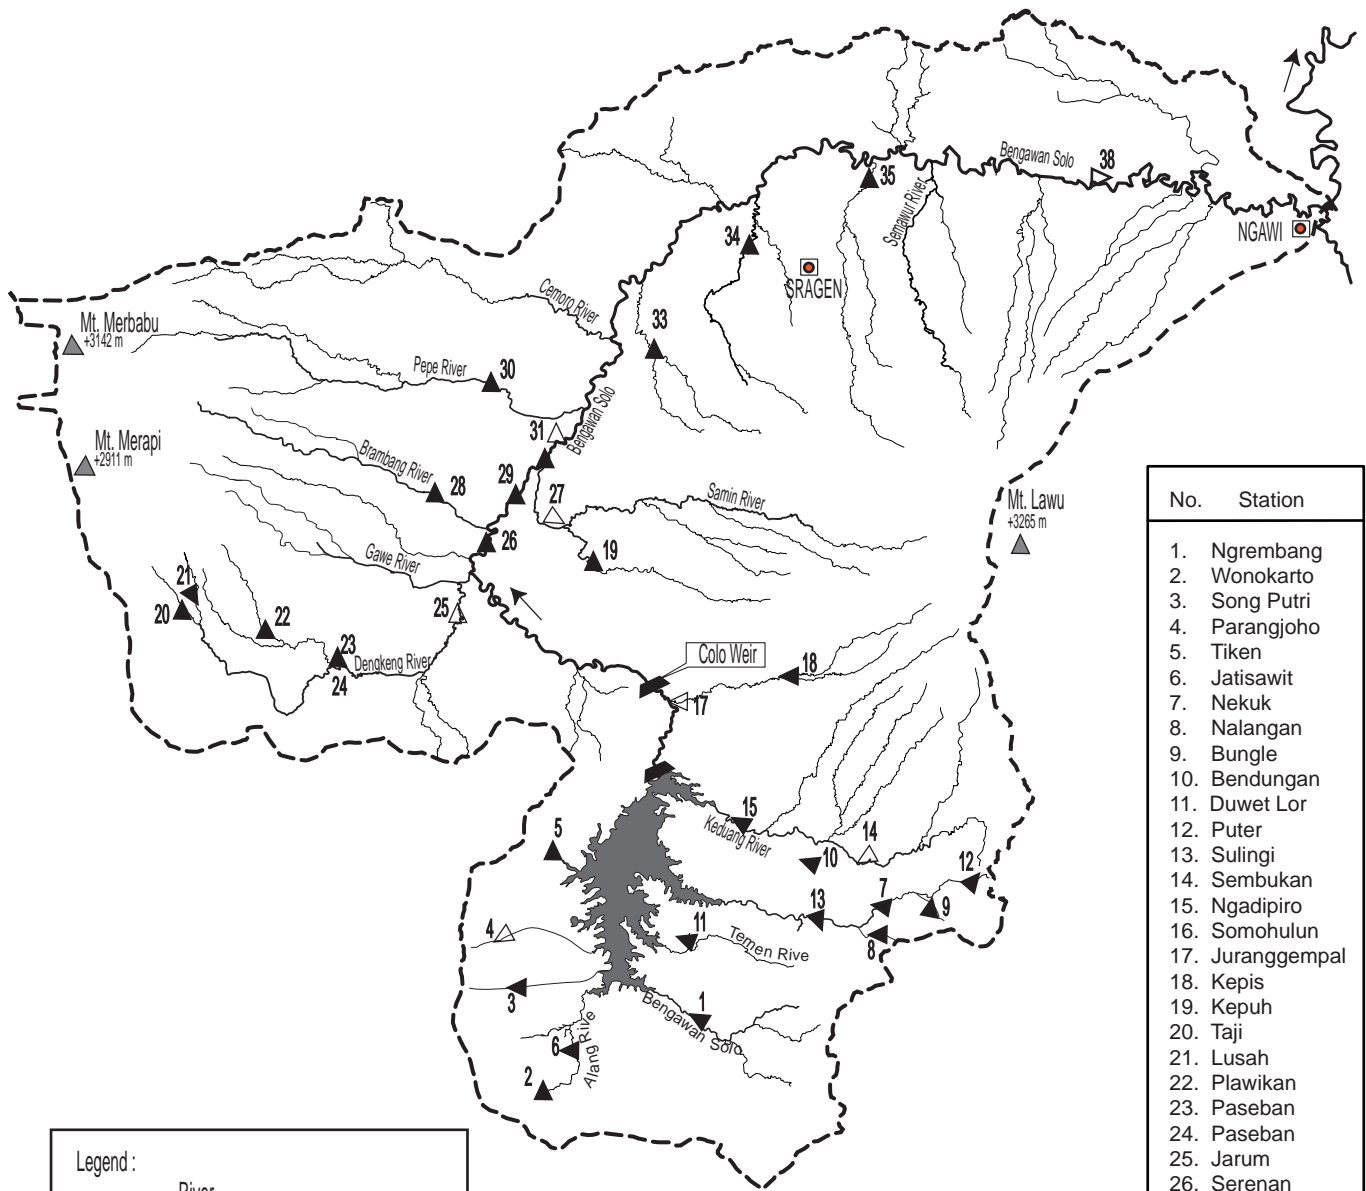 Bengawan Solo
38
35
Semawur River
NGAWI
34
SRAGEN
Cemoro River
33
Mt. Merbabu
+3142 m
Pepe River
30
31
Bengawan Solo
Mt. Merapi
+2911 m
Brambang River
28
29
27
Samin River
Mt. Lawu
+3265 m
26
Gawe River
19
21
20
22
25
23
24
Dengkeng River
Colo Weir
18
17
15
Keduang River
14
10
12
5
7
13
9
8
4
11
Temen Rive
3
1
Bengawan Solo
6
Alang Rive
2
No. Station
1. Ngrembang
2. Wonokarto
3. Song Putri
4. Parangjoho
5. Tiken
6. Jatisawit
7. Nekuk
8. Nalangan
9. Bungle
10. Bendungan
11. Duwet Lor
12. Puter
13. Sulingi
14. Sembukan
15. Ngadipiro
16. Somohulun
17. Juranggempal
18. Kepis
19. Kepuh
20. Taji
21. Lusah
22. Plawikan
23. Paseban
24. Paseban
25. Jarum
26. Serenan
Legend :
River